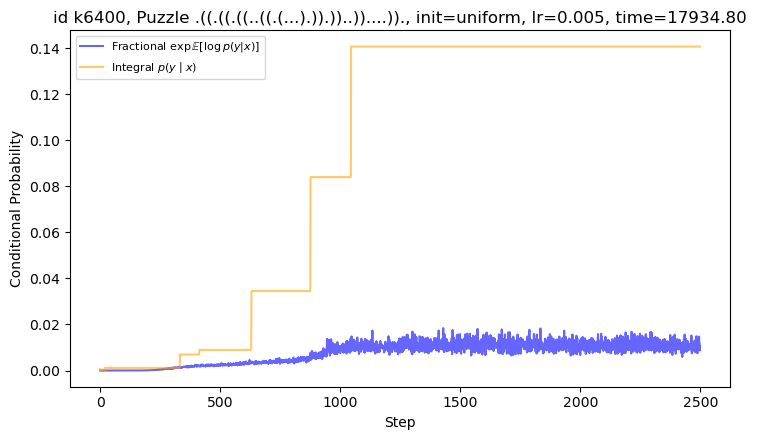 id k6400, Puzzle .((.((.((..((.(...).)).))..))....))., init=uniform, lr=0.005, time=17934.80
Fractional exp𝔼[log p(y|x)]
Integral p(y | x)
Conditional Probability
0.14
0.12
0.10
0.08
0.06
0.04
0.02
0.00
0
500
1000
1500
2000
2500
Step